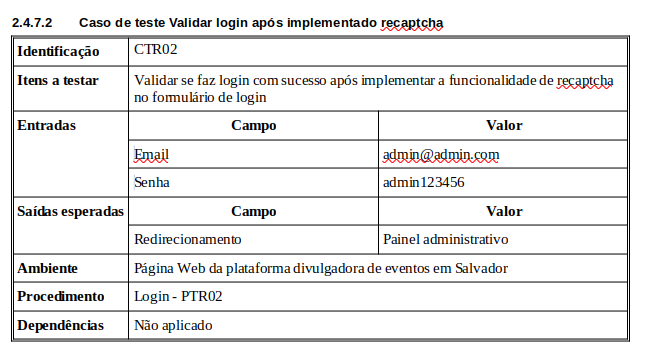 2.4.7.2 Caso de teste Validar login após implementado recaptcha
Identificação CTR02
Itens a testar Validar se faz login com sucesso após implementar a funcionalidade de recaptcha
no formulário de login
Entradas Campo Valor
Email admin@admin.com
Senha admin123456
Saídas esperadas Campo Valor
Redirecionamento Painel administrativo
Ambiente Página Web da plataforma divulgadora de eventos em Salvador
Procedimento Login - PTR02
Dependências Não aplicado